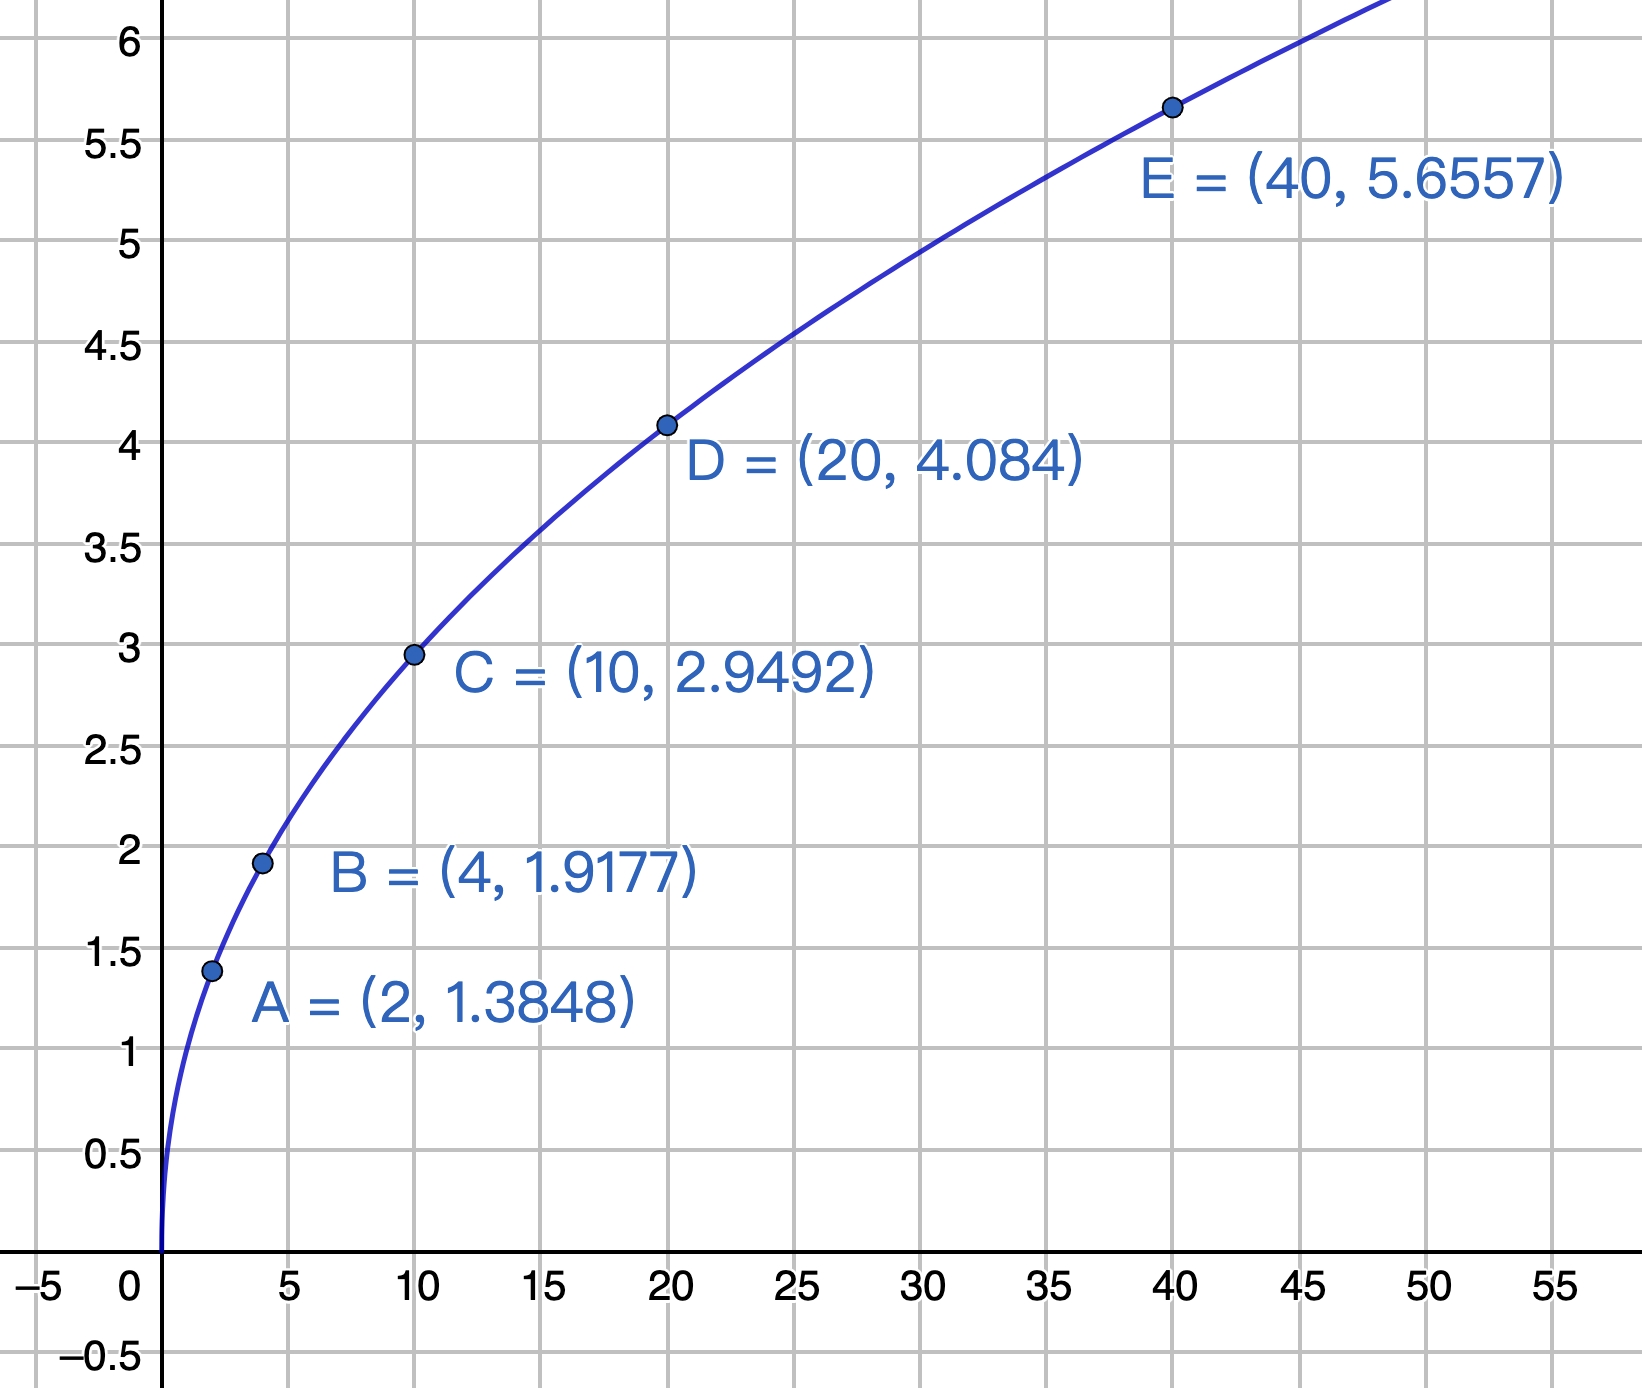 6
5.5
E = (40, 5.6557)
5
4.5
4
D = (20, 4.084)
3.5
3
C = (10, 2.9492)
2.5
2
B = (4, 1.9177)
1.5
A = (2, 1.3848)
1
0.5
–5 0 5 10 15 20 25 30 35 40 45 50 55
–0.5